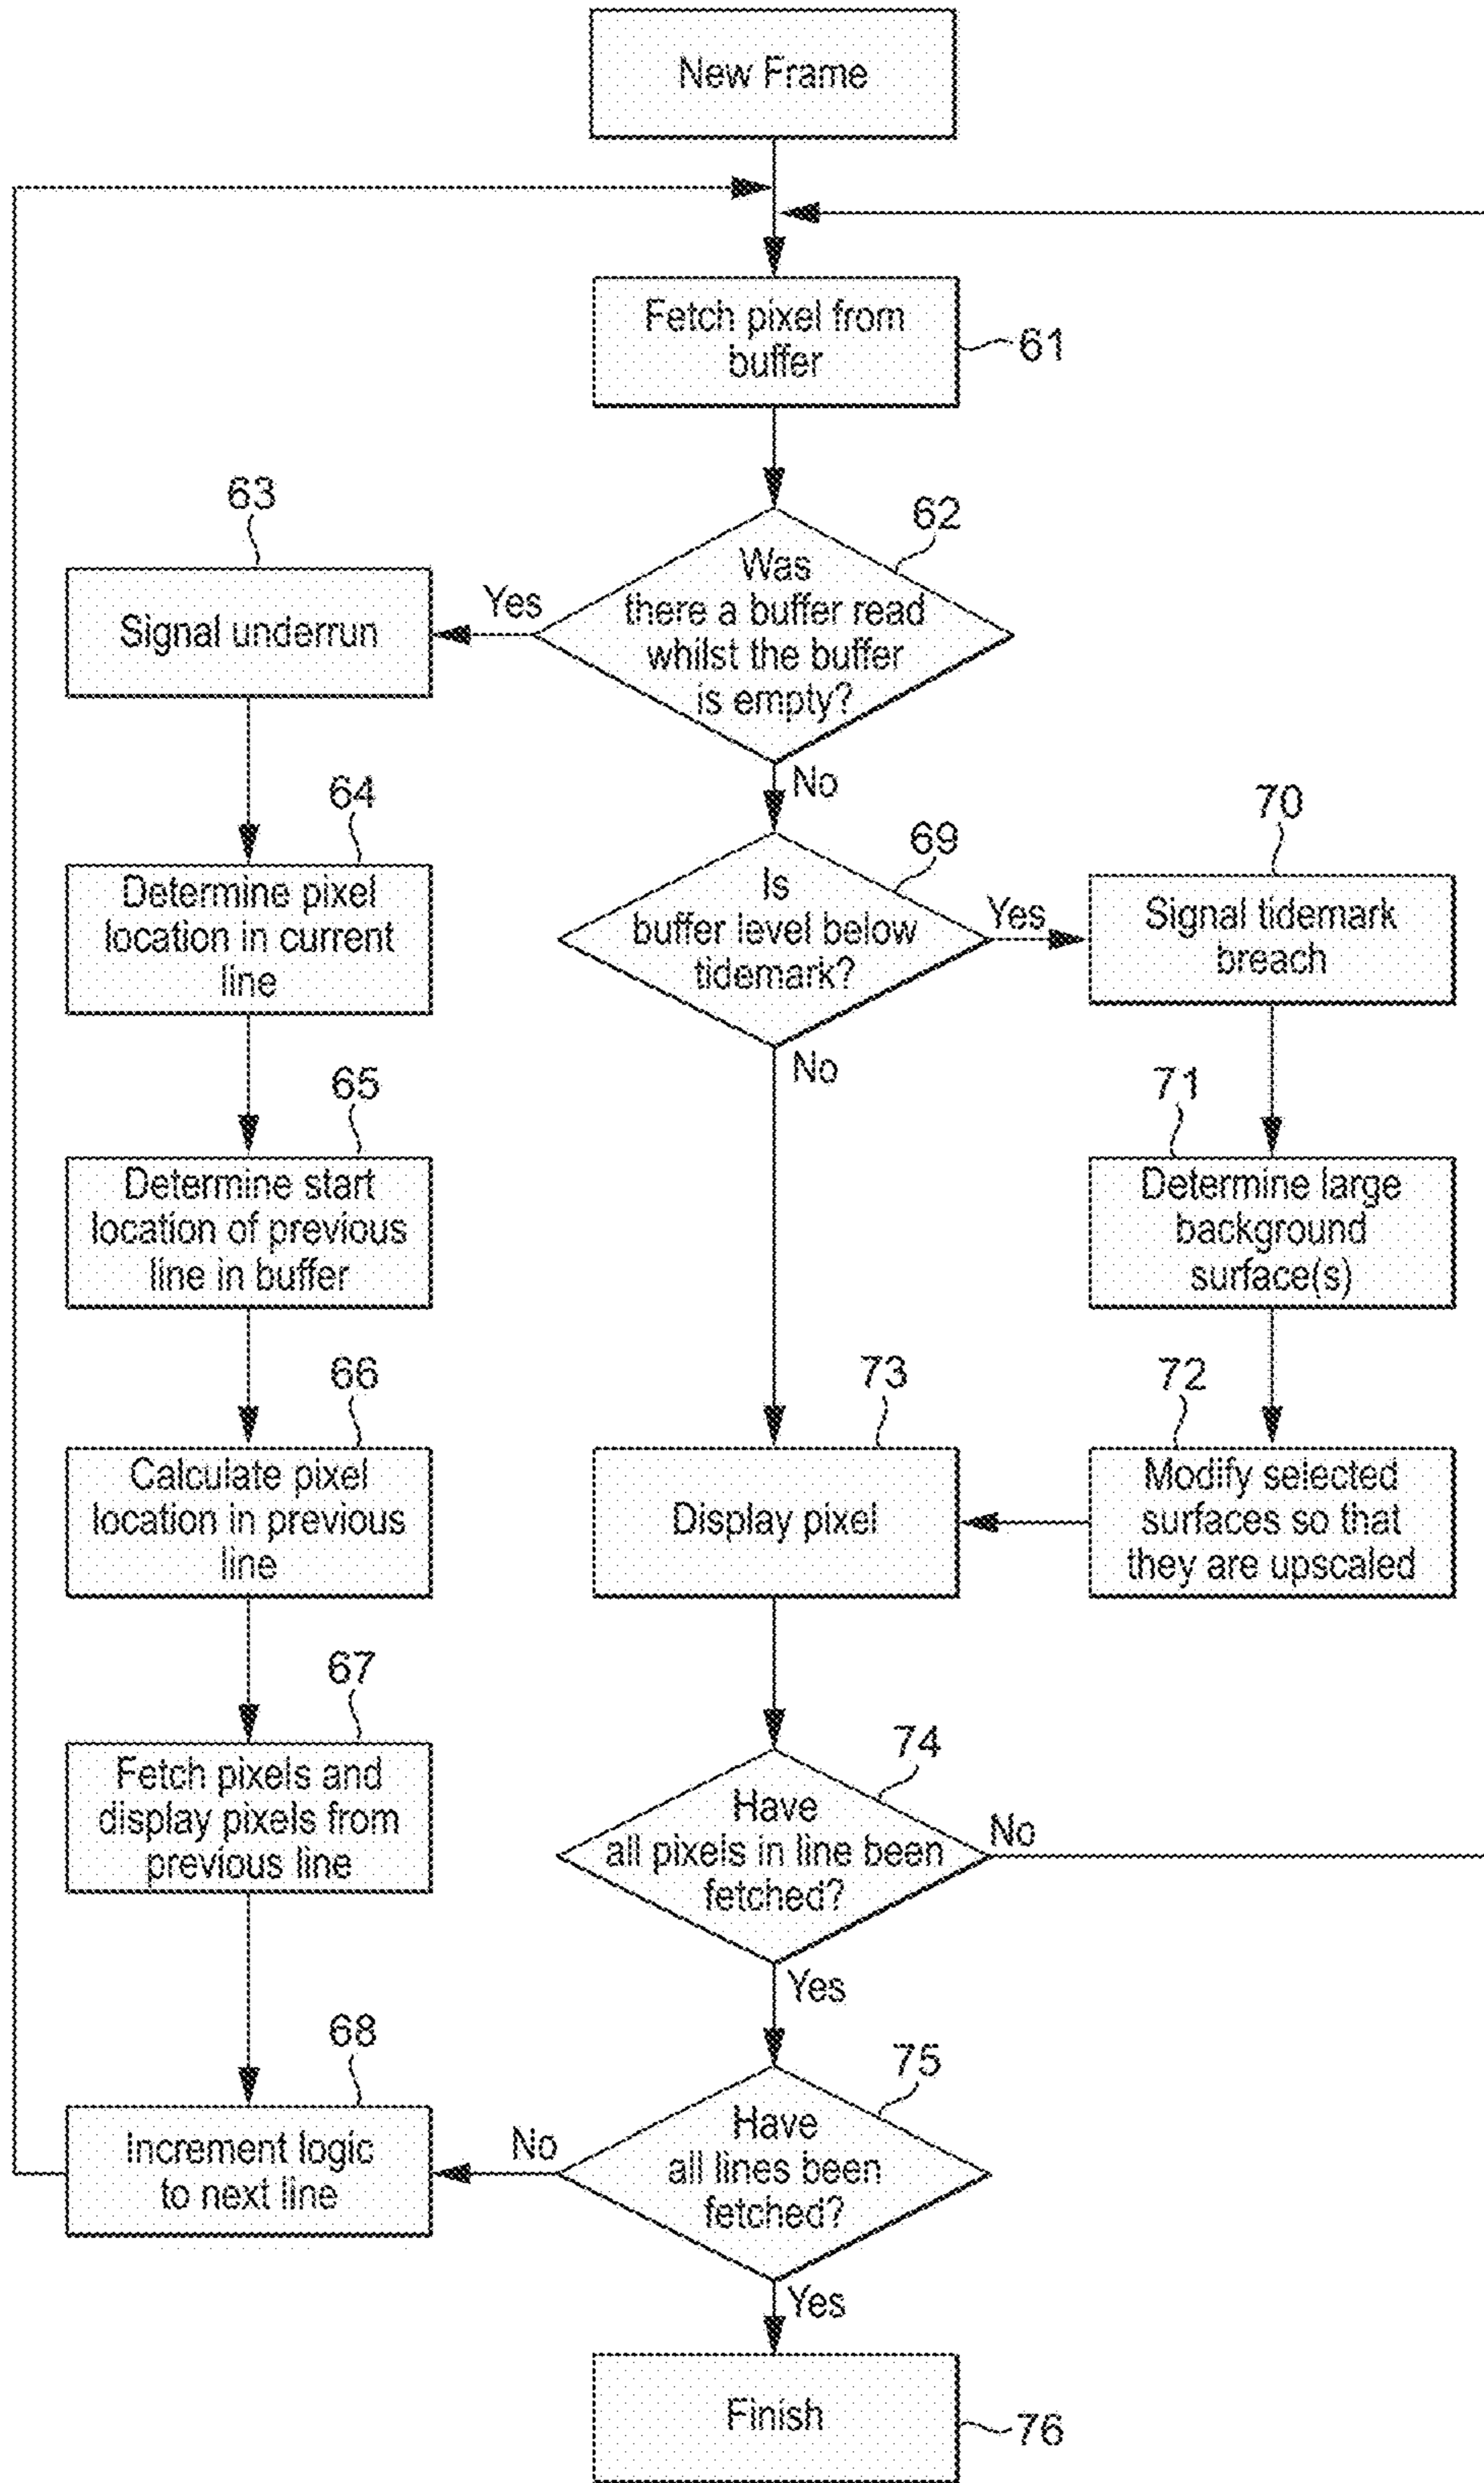 New Frame
Fetch pixel from
buffer
61
62
Was
there a buffer read
whilst the buffer
is empty?
Yes
No
63
Signal underrun
64
Determine pixel
location in current
line
65
Determine start
location of previous
line in buffer
66
Calculate pixel
location in previous
line
67
Fetch pixels and
display pixels from
previous line
68
Increment logic
to next line
69
Is
buffer level below
tidemark?
Yes
No
70
Signal tidemark
breach
71
Determine large
background
surface(s)
72
Modify selected
surfaces so that
they are upscaled
73
Display pixel
74
Have
all pixels in line been
fetched?
No
Yes
75
Have
all lines been
fetched?
No
Yes
Finish
76